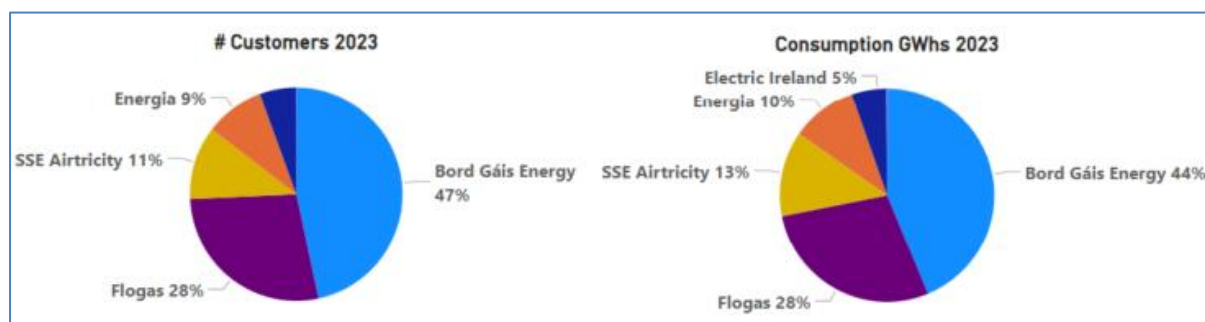 # Customers 2023
Energia 9%
SSE Airtricity 11%
Bord Gáis Energy
47%
Flogas 28%
Consumption GWhs 2023
Electric Ireland 5%
Energia 10%
SSE Airtricity 13%
Bord Gáis Energy 44%
Flogas 28%